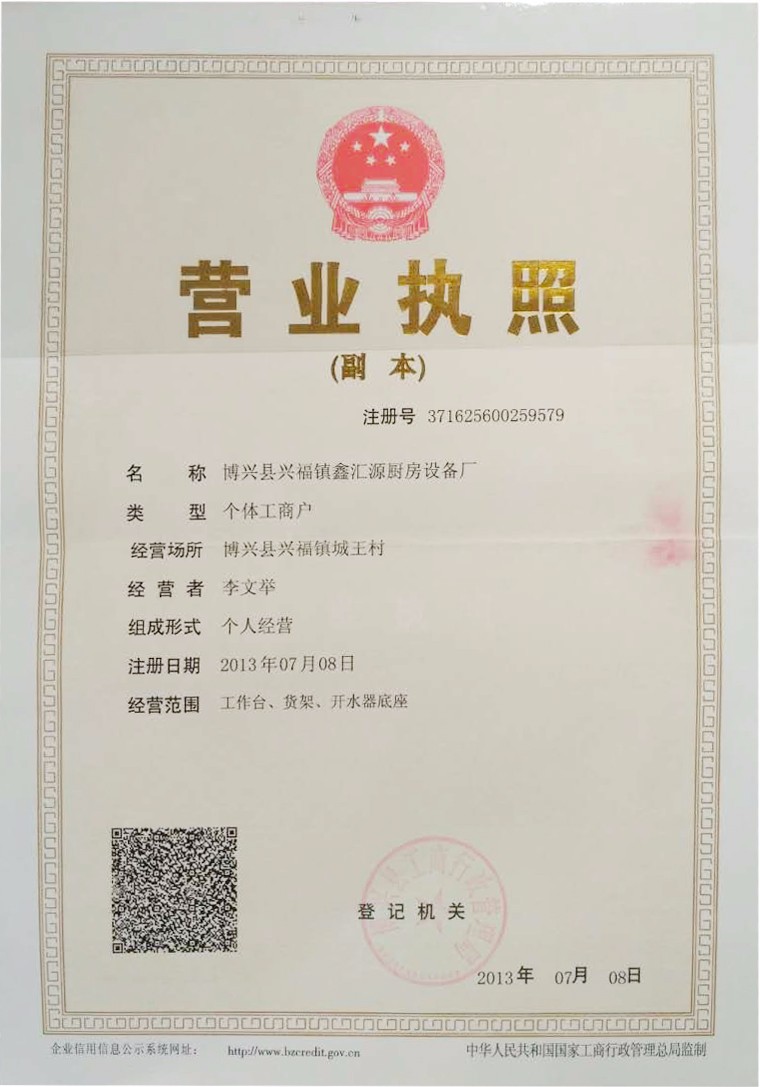 营业执照
(副 本)
注册号 371625600259579
名 称 博兴县兴福镇鑫汇源厨房设备厂
类 型 个体工商户
经营场所 博兴县兴福镇城王村
经营者 李文举
组成形式 个人经营
注册日期 2013年07月08日
经营范围 工作台、货架、开水器底座
登记机关
2013年 07月 08日
企业信用信息公示系统网址: http://www.bzcredit.gov.cn 中华人民共和国国家工商行政管理总局监制